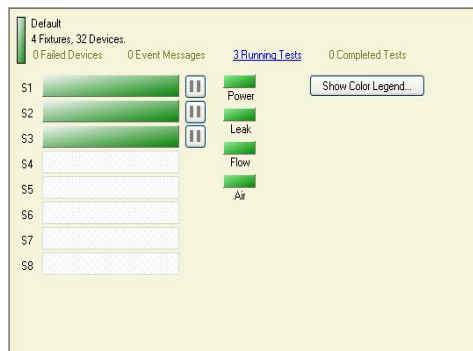 Default
4 Fixtures, 32 Devices.
0 Failed Devices 0 Event Messages 3 Running Tests 0 Completed Tests
S1
Power
Show Color Legend...
S2
Leak
S3
Flow
S4
Air
S5
S6
S7
S8